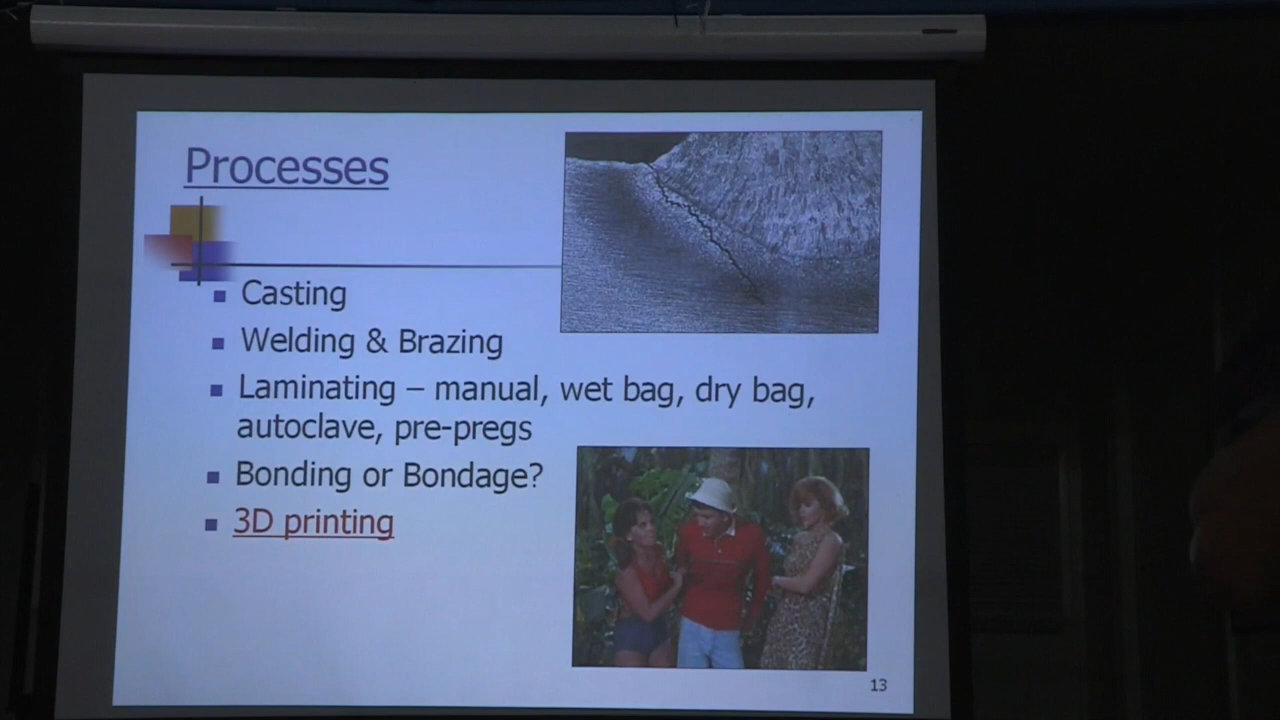 Processes
Casting
Welding & Brazing
Laminating – manual, wet bag, dry bag,
autoclave, pre-pregs
Bonding or Bondage?
3D printing
13